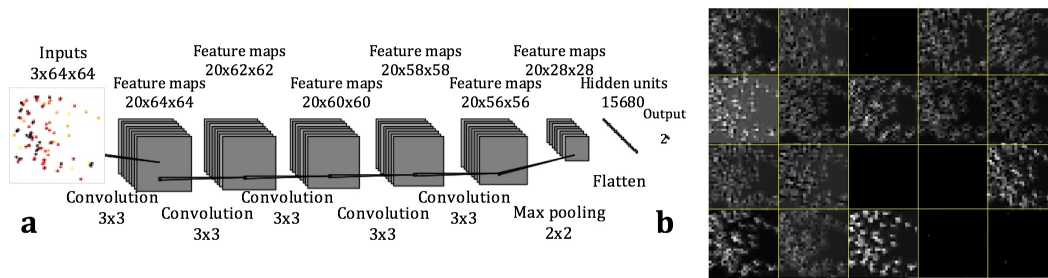 Inputs
3x64x64
Feature maps
20x64x64
Feature maps
20x62x62
Feature maps
20x60x60
Feature maps
20x58x58
Feature maps
20x56x56
Feature maps
20x28x28
Hidden units
15680
Output
2
Convolution
3x3
Convolution
3x3
Convolution
3x3
Convolution
3x3
Convolution
3x3
Max pooling
2x2
Flatten
a
b